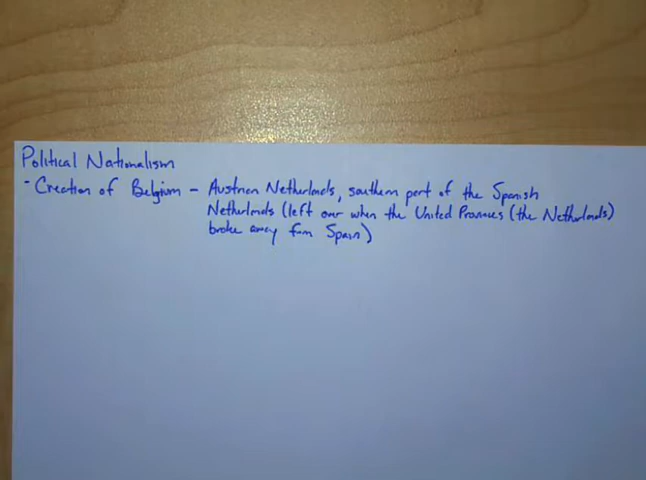 Political Nationalism
- Creation of Belgium - Austrian Netherlands, southern part of the Spanish
Netherlands (left over when the United Provinces (the Netherlands)
broke away from Spain)